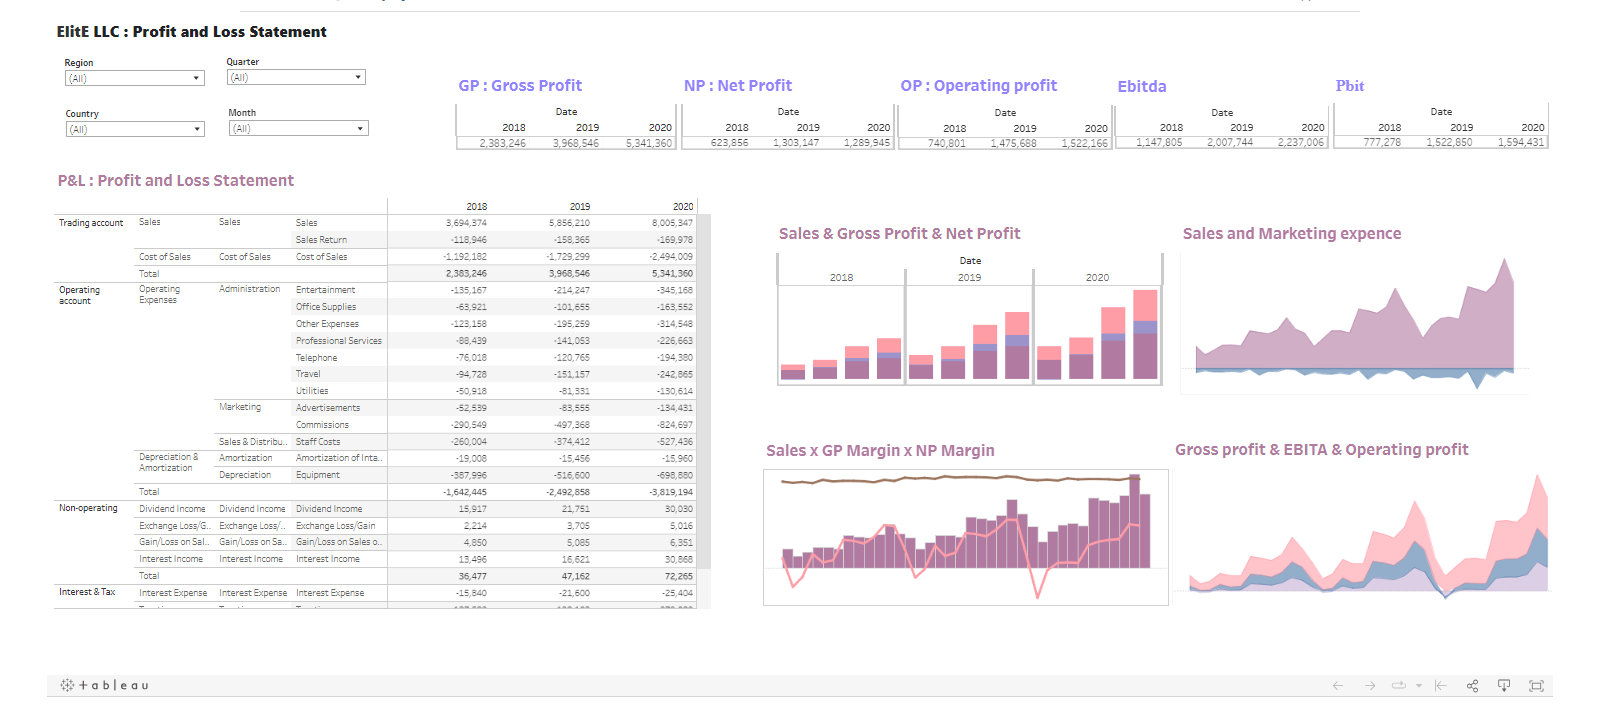 ElitE LLC : Profit and Loss Statement
Region
Quarter
(All)
(All)
Country
Month
(All)
(All)
GP : Gross Profit
NP : Net Profit
OP : Operating profit
Ebitda
Pbit
Date
Date
Date
Date
Date
2018 2019 2020
2018 2019 2020
2018 2019 2020
2018 2019 2020
2018 2019 2020
2,383,246 3,968,546 5,341,360
623,856 1,303,147 1,289,945
740,801 1,475,688 1,522,166
1,147,805 2,007,744 2,237,006
777,278 1,522,850 1,594,431
P&L : Profit and Loss Statement
2018 2019 2020
Trading account Sales Sales Sales 3,694,374 5,856,210 8,005,347
Sales Return -118,946 -158,365 -169,978
Cost of Sales Cost of Sales Cost of Sales -1,192,182 -1,729,299 -2,494,009
Total 2,383,246 3,968,546 5,341,360
Operating account Operating Expenses Administration Entertainment -135,167 -214,247 -345,168
Office Supplies -63,921 -101,655 -163,552
Other Expenses -123,158 -195,259 -314,548
Professional Services -88,439 -141,053 -226,663
Telephone -76,018 -120,765 -194,380
Travel -94,728 -151,157 -242,865
Utilities -50,918 -81,331 -130,614
Marketing Advertisements -52,539 -83,555 -134,431
Commissions -290,549 -497,368 -824,697
Sales & Distribu.. Staff Costs -260,004 -374,412 -527,436
Depreciation & Amortization Amortization Amortization of Inta.. -19,008 -15,456 -15,960
Depreciation Equipment -387,996 -516,600 -698,880
Total -1,642,445 -2,492,858 -3,819,194
Non-operating Dividend Income Dividend Income Dividend Income 15,917 21,751 30,030
Exchange Loss/G.. Exchange Loss/.. Exchange Loss/Gain 2,214 3,705 5,016
Gain/Loss on Sal.. Gain/Loss on Sa.. Gain/Loss on Sales o.. 4,850 5,085 6,351
Interest Income Interest Income Interest Income 13,496 16,621 30,868
Total 36,477 47,162 72,265
Interest & Tax Interest Expense Interest Expense Interest Expense -15,840 -21,600 -25,404
Sales & Gross Profit & Net Profit
Date
2018 2019 2020
Sales and Marketing expence
Sales x GP Margin x NP Margin
Gross profit & EBITA & Operating profit
+ableau